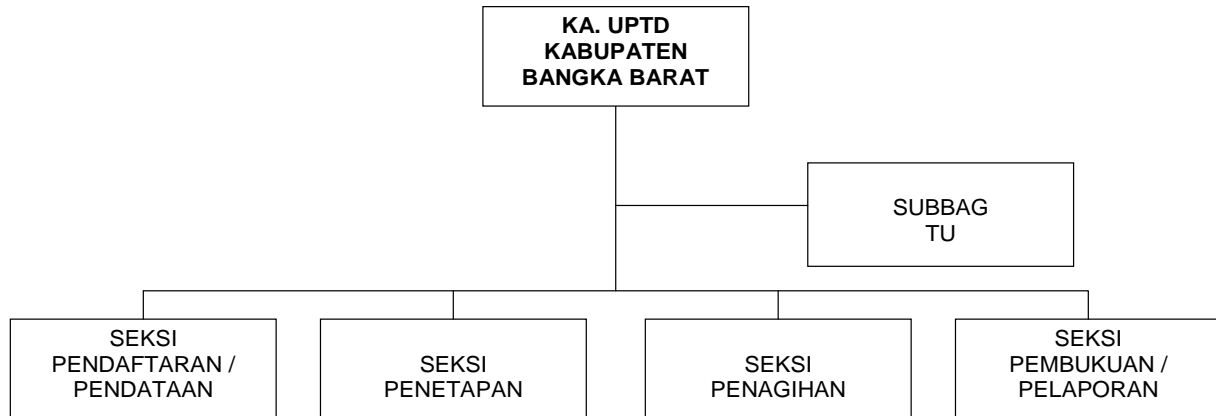 KA. UPTD
KABUPATEN
BANGKA BARAT
SUBBAG
TU
SEKSI
PENDAFTARAN /
PENDATAAN
SEKSI
PENETAPAN
SEKSI
PENAGIHAN
SEKSI
PEMBUKUAN /
PELAPORAN